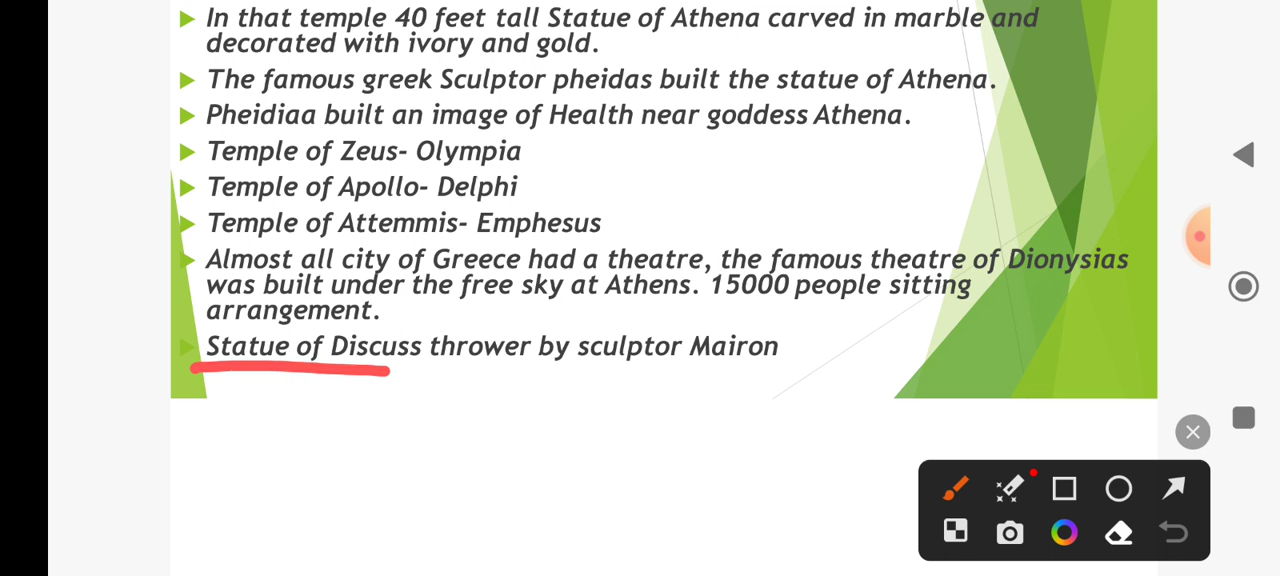 In that temple 40 feet tall Statue of Athena carved in marble and
decorated with ivory and gold.
The famous greek Sculptor pheidas built the statue of Athena.
Pheidiaa built an image of Health near goddess Athena.
Temple of Zeus- Olympia
Temple of Apollo- Delphi
Temple of Attemmis- Emphesus
Almost all city of Greece had a theatre, the famous theatre of Dionysias
was built under the free sky at Athens. 15000 people sitting
arrangement.
Statue of Discuss thrower by sculptor Mairon